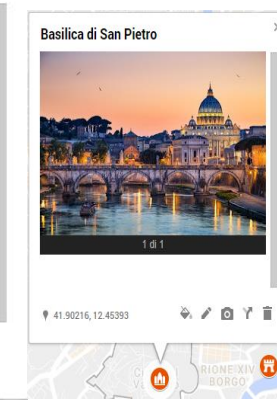 Basilica di San Pietro
1 di 1
41.90216, 12.45393
RIONE XIV
BORGO